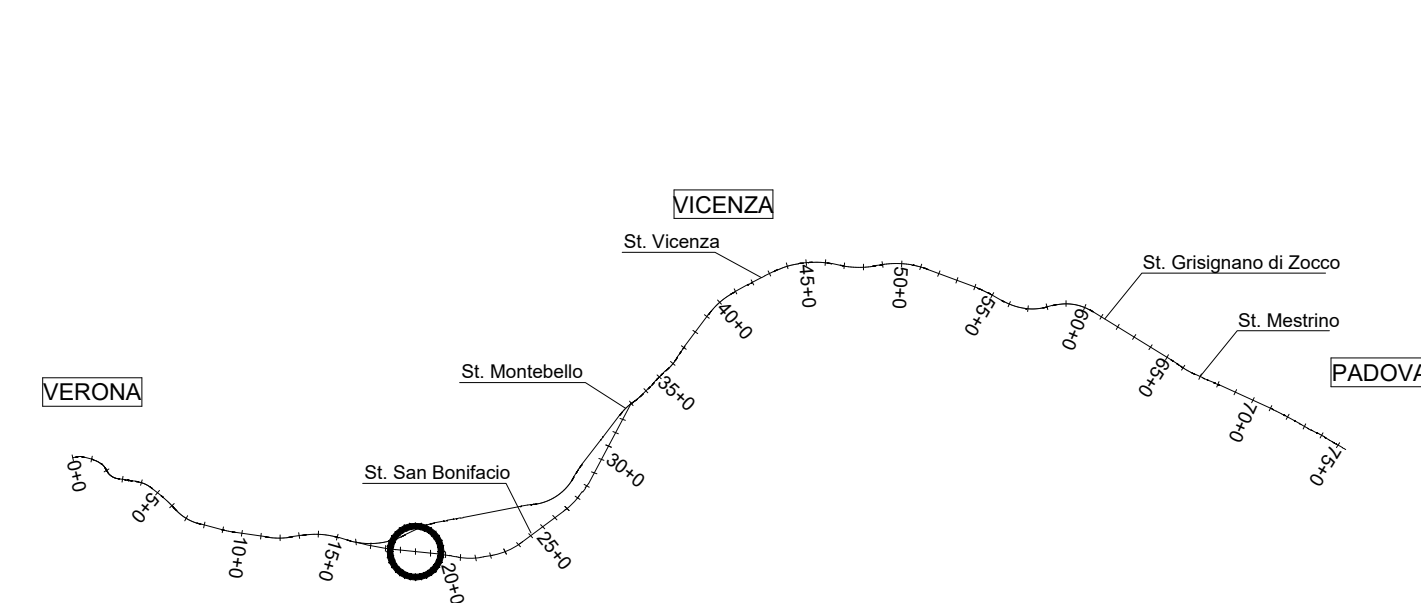 VICENZA
St. Vicenza
St. Grisignano di Zocco
St. Mestrino
PADOVA
St. Montebello
VERONA
St. San Bonifacio
0+0
5+0
10+0
15+0
20+0
25+0
30+0
35+0
40+0
45+0
50+0
55+0
60+0
65+0
70+0
75+0